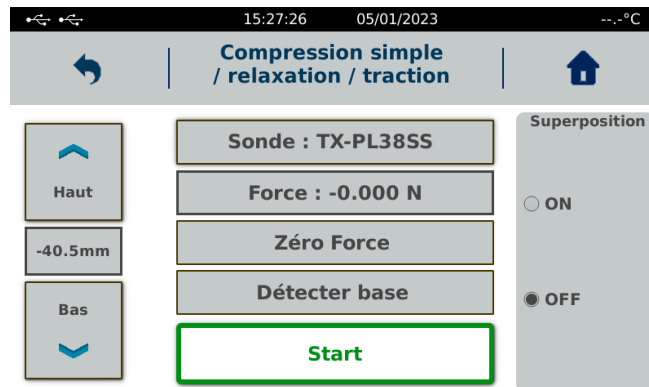 15:27:26 05/01/2023 --.-°C
Compression simple
/ relaxation / traction
Haut
-40.5mm
Bas
Sonde : TX-PL38SS
Force : -0.000 N
Zéro Force
Détecter base
Start
Superposition
ON
OFF